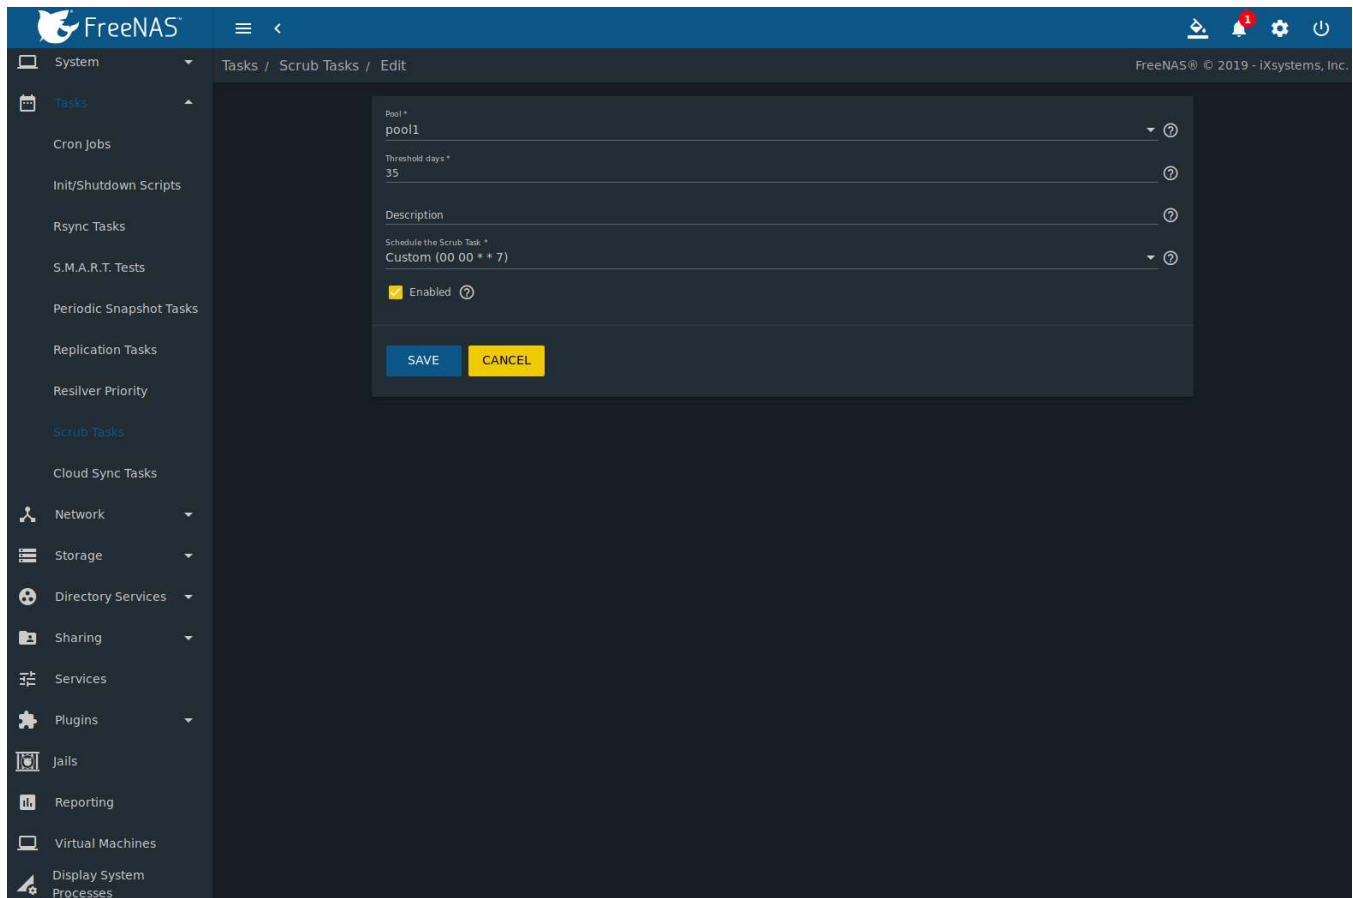 FreeNAS
1
System
Tasks / Scrub Tasks / Edit
FreeNAS® © 2019 - iXsystems, Inc.
Tasks
Cron Jobs
Init/Shutdown Scripts
Rsync Tasks
S.M.A.R.T. Tests
Periodic Snapshot Tasks
Replication Tasks
Resilver Priority
Scrub Tasks
Cloud Sync Tasks
Network
Storage
Directory Services
Sharing
Services
Plugins
Jails
Reporting
Virtual Machines
Display System
Processes
Pool *
pool1
Threshold days *
35
Description
Schedule the Scrub Task *
Custom (00 00 * * 7)
Enabled
SAVE
CANCEL